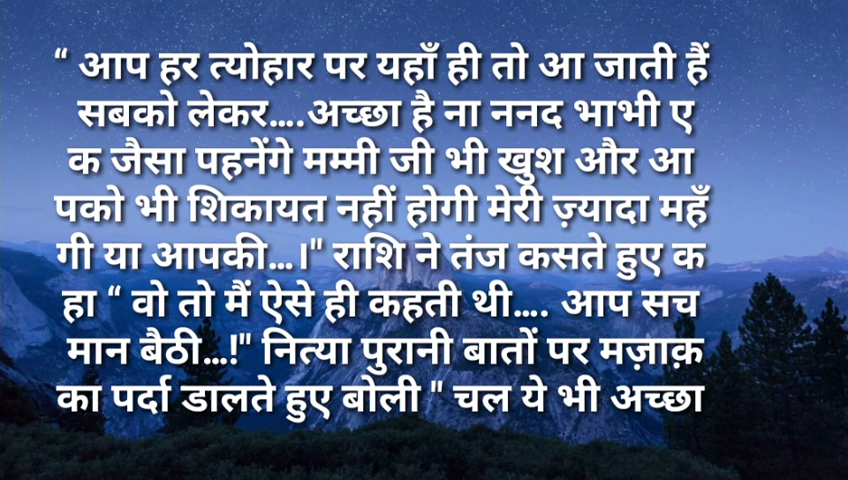 “ आप हर त्योहार पर यहाँ ही तो आ जाती हैं
सबको लेकर….अच्छा है ना ननद भाभी ए
क जैसा पहनेंगे मम्मी जी भी खुश और आ
पको भी शिकायत नहीं होगी मेरी ज़्यादा महँ
गी या आपकी…।" राशि ने तंज कसते हुए क
हा “ वो तो मैं ऐसे ही कहती थी…. आप सच
मान बैठी…!" नित्या पुरानी बातों पर मज़ाक़
का पर्दा डालते हुए बोली " चल ये भी अच्छा